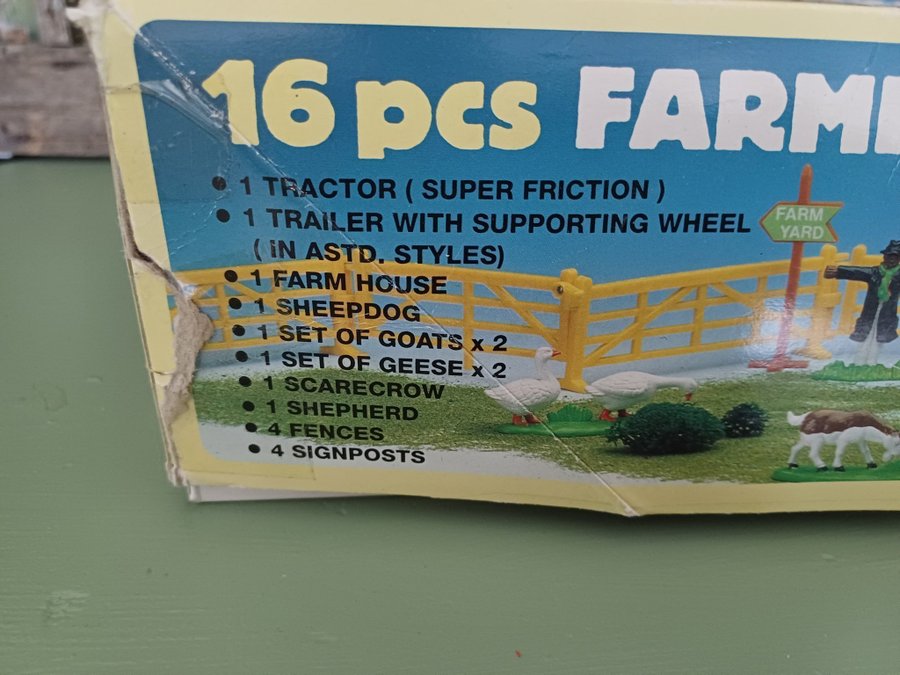 16 pcs FARM
• 1 TRACTOR ( SUPER FRICTION )
• 1 TRAILER WITH SUPPORTING WHEEL
( iN ASTD. STYLES)
• 1 FARM HOUSE
• 1 SHEEPDOG
• 1 SET OF GOATS x 2
• 1 SET OF GEESE x 2
• 1 SCARECROW
• 1 SHEPHERD
• 4 FENCES
• 4 SIGNPOSTS
FARM
YARD